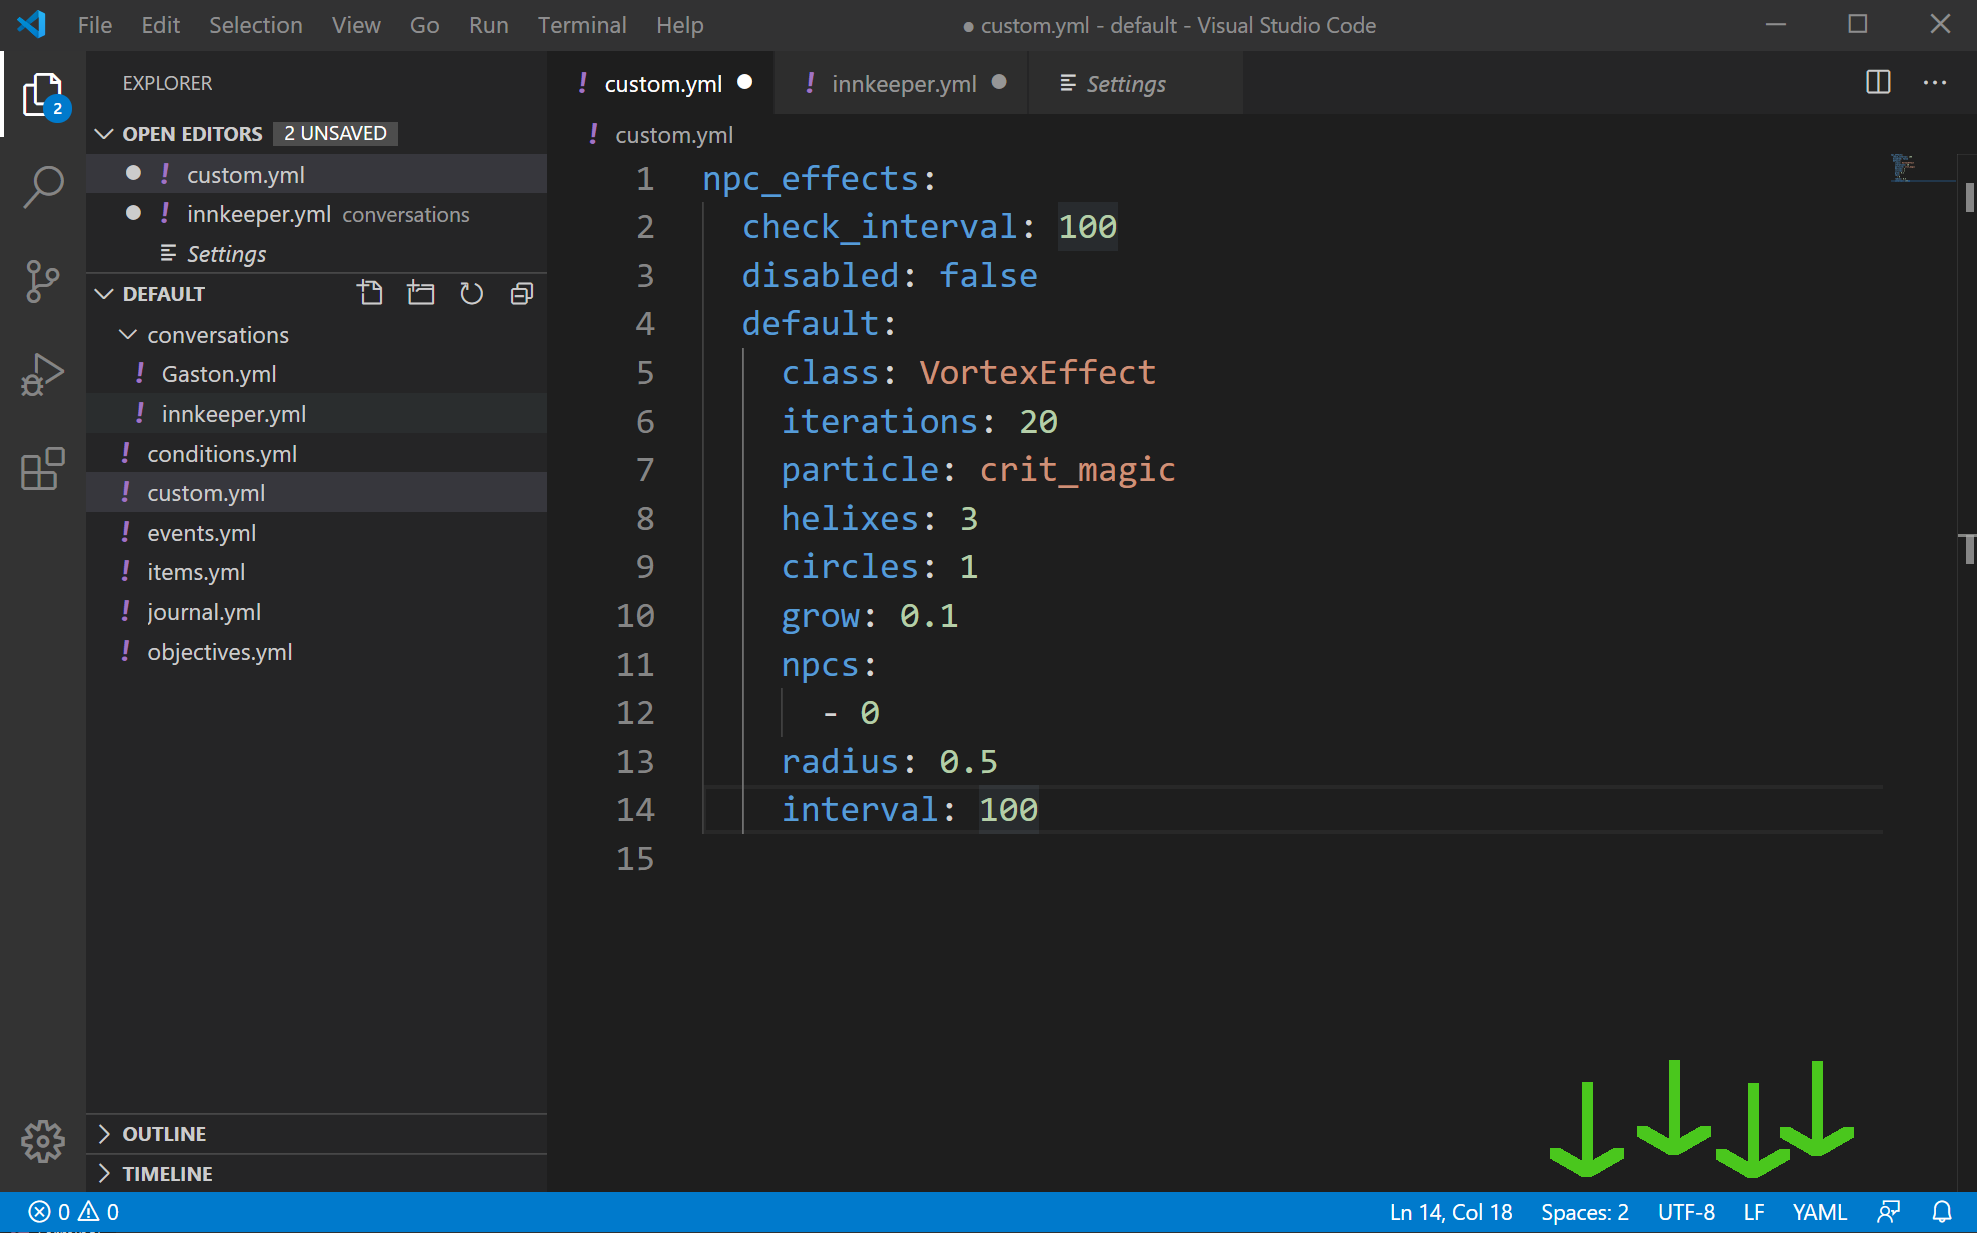 File Edit Selection View Go Run Terminal Help ● custom.yml - default - Visual Studio Code
EXPLORER
2
OPEN EDITORS 2 UNSAVED
● ! custom.yml
● ! innkeeper.yml conversations
Settings
DEFAULT
conversations
! Gaston.yml
! innkeeper.yml
! conditions.yml
! custom.yml
! events.yml
! items.yml
! journal.yml
! objectives.yml
OUTLINE
TIMELINE
! custom.yml ● ! innkeeper.yml ● Settings ...
! custom.yml
1 npc_effects:
2 check_interval: 100
3 disabled: false
4 default:
5 class: VortexEffect
6 iterations: 20
7 particle: crit_magic
8 helixes: 3
9 circles: 1
10 grow: 0.1
11 npcs:
12 - 0
13 radius: 0.5
14 interval: 100
15
0 0 Ln 14, Col 18 Spaces: 2 UTF-8 LF YAML